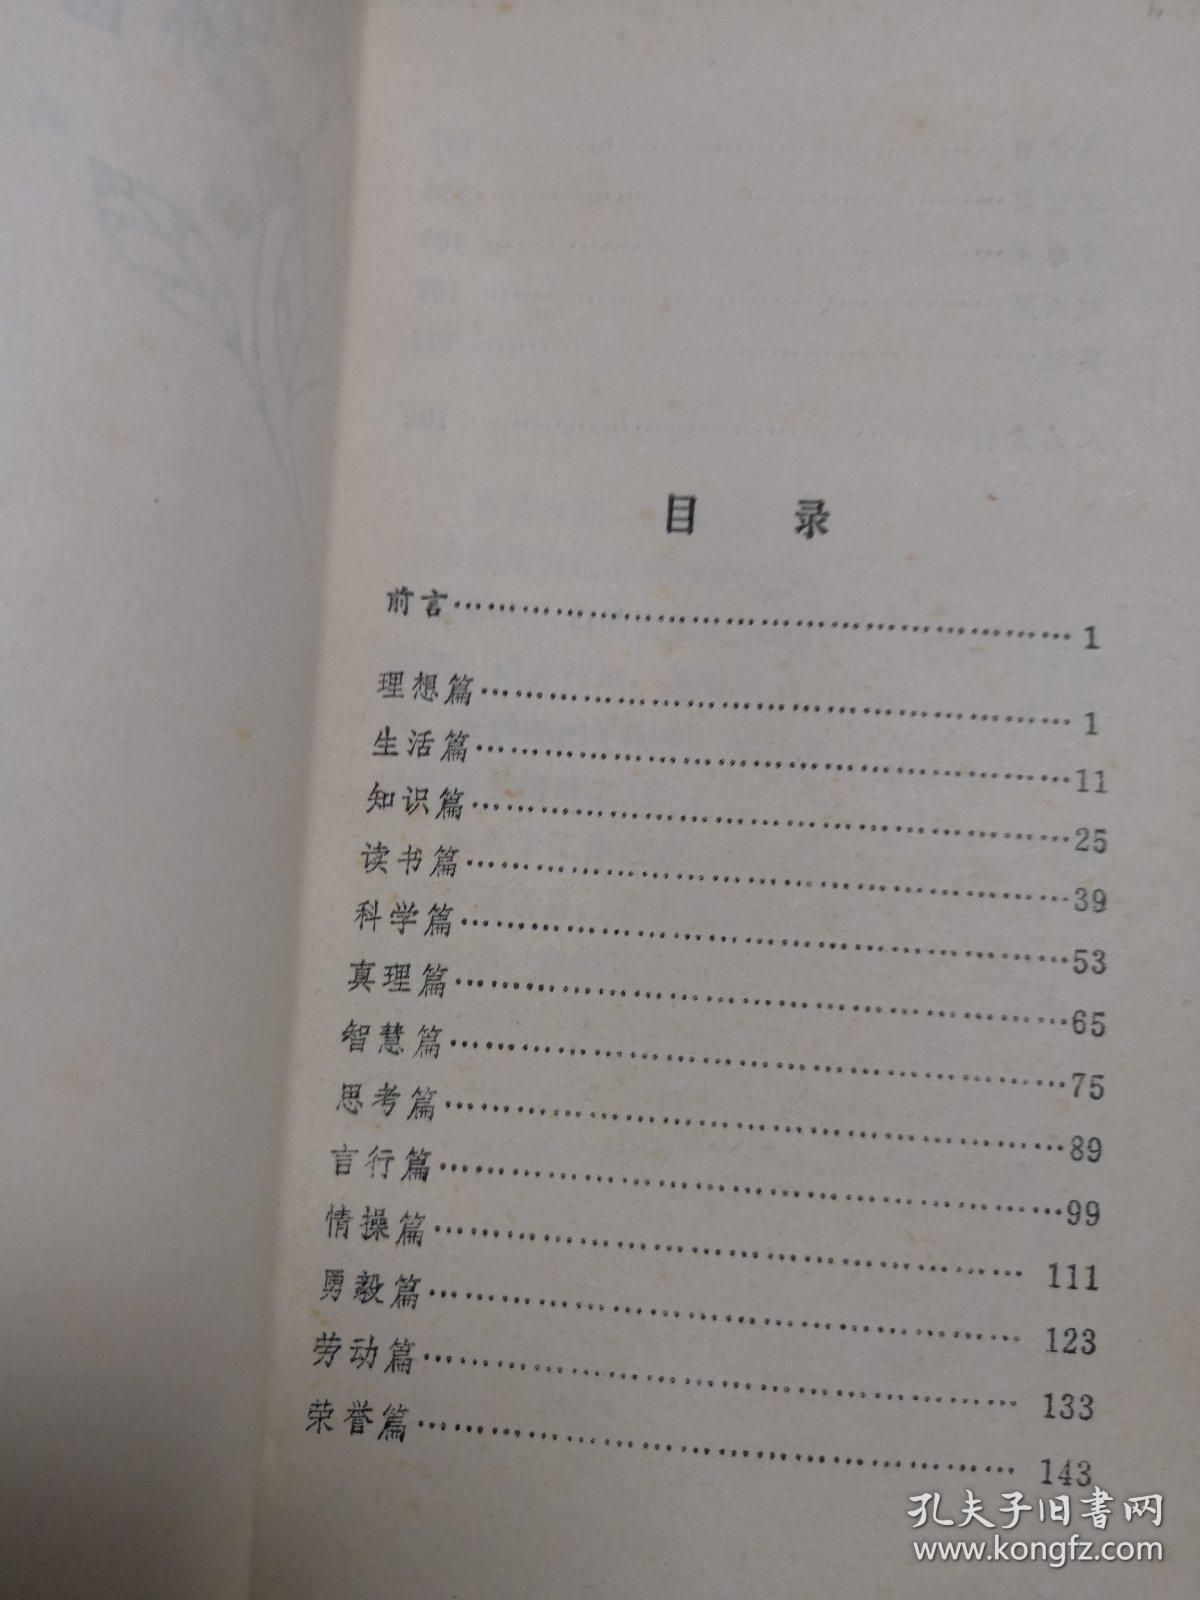 目 录
前言……………………………………………… 1
理想篇…………………………………………… 1
生活篇……………………………………………11
知识篇……………………………………………25
读书篇……………………………………………39
科学篇……………………………………………53
真理篇……………………………………………65
智慧篇……………………………………………75
思考篇……………………………………………89
言行篇……………………………………………99
情操篇…………………………………………… 111
勇毅篇…………………………………………… 123
劳动篇…………………………………………… 133
荣誉篇…………………………………………… 143
孔夫子旧书网
www.kongfz.com